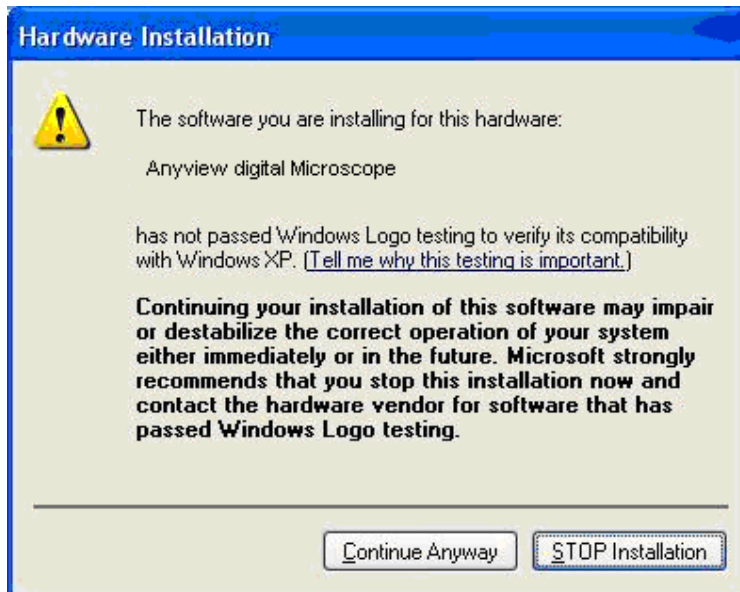 Hardware Installation
The software you are installing for this hardware:
Anyview digital Microscope
has not passed Windows Logo testing to verify its compatibility
with Windows XP. (Tell me why this testing is important.)
Continuing your installation of this software may impair
or destabilize the correct operation of your system
either immediately or in the future. Microsoft strongly
recommends that you stop this installation now and
contact the hardware vendor for software that has
passed Windows Logo testing.
Continue Anyway
STOP Installation